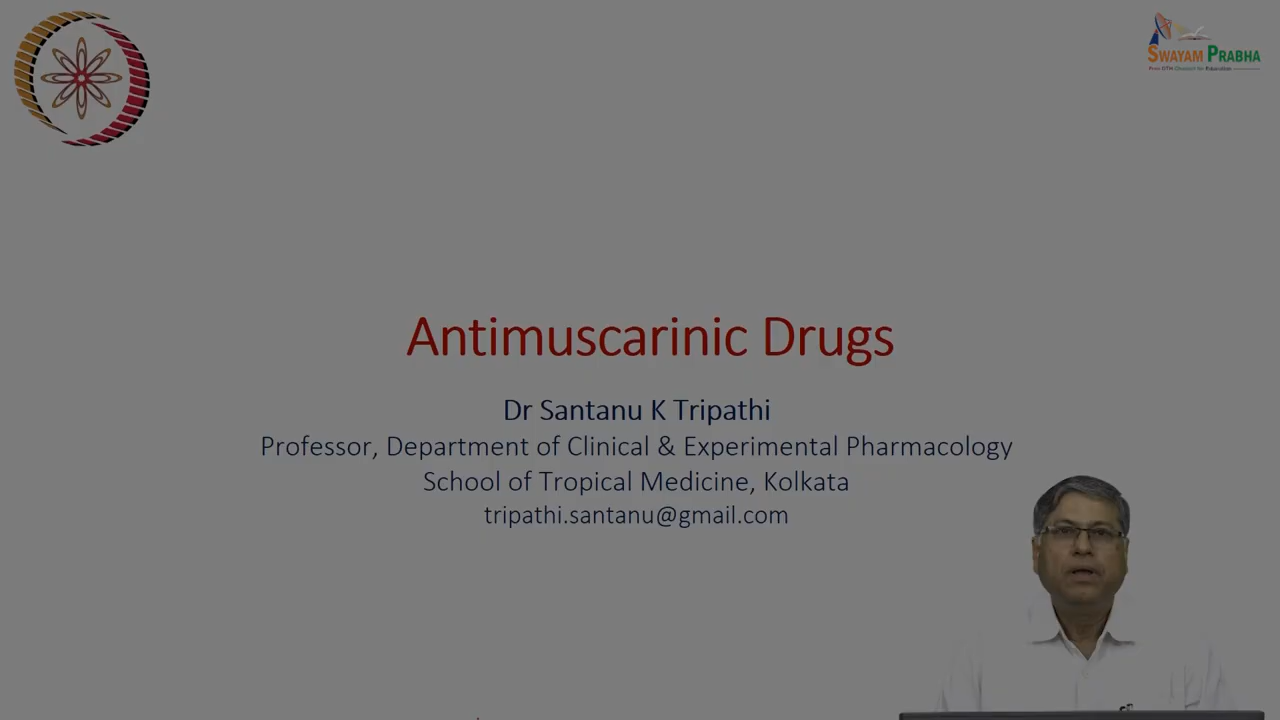 SWAYAM PRABHA
Antimuscarinic Drugs
Dr Santanu K Tripathi
Professor, Department of Clinical & Experimental Pharmacology
School of Tropical Medicine, Kolkata
tripathi.santanu@gmail.com